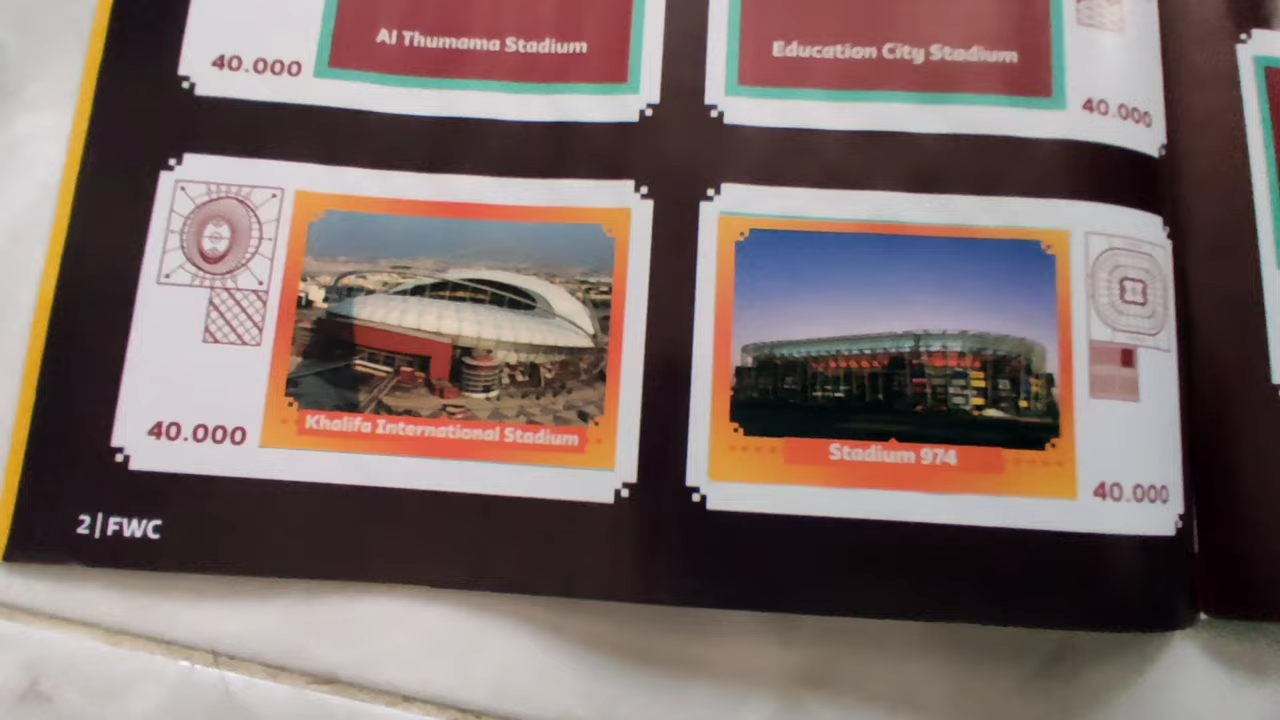 Al Thumama Stadium
40.000
Education City Stadium
40.000
Khalifa International Stadium
40.000
Stadium 974
40.000
2 | FWC